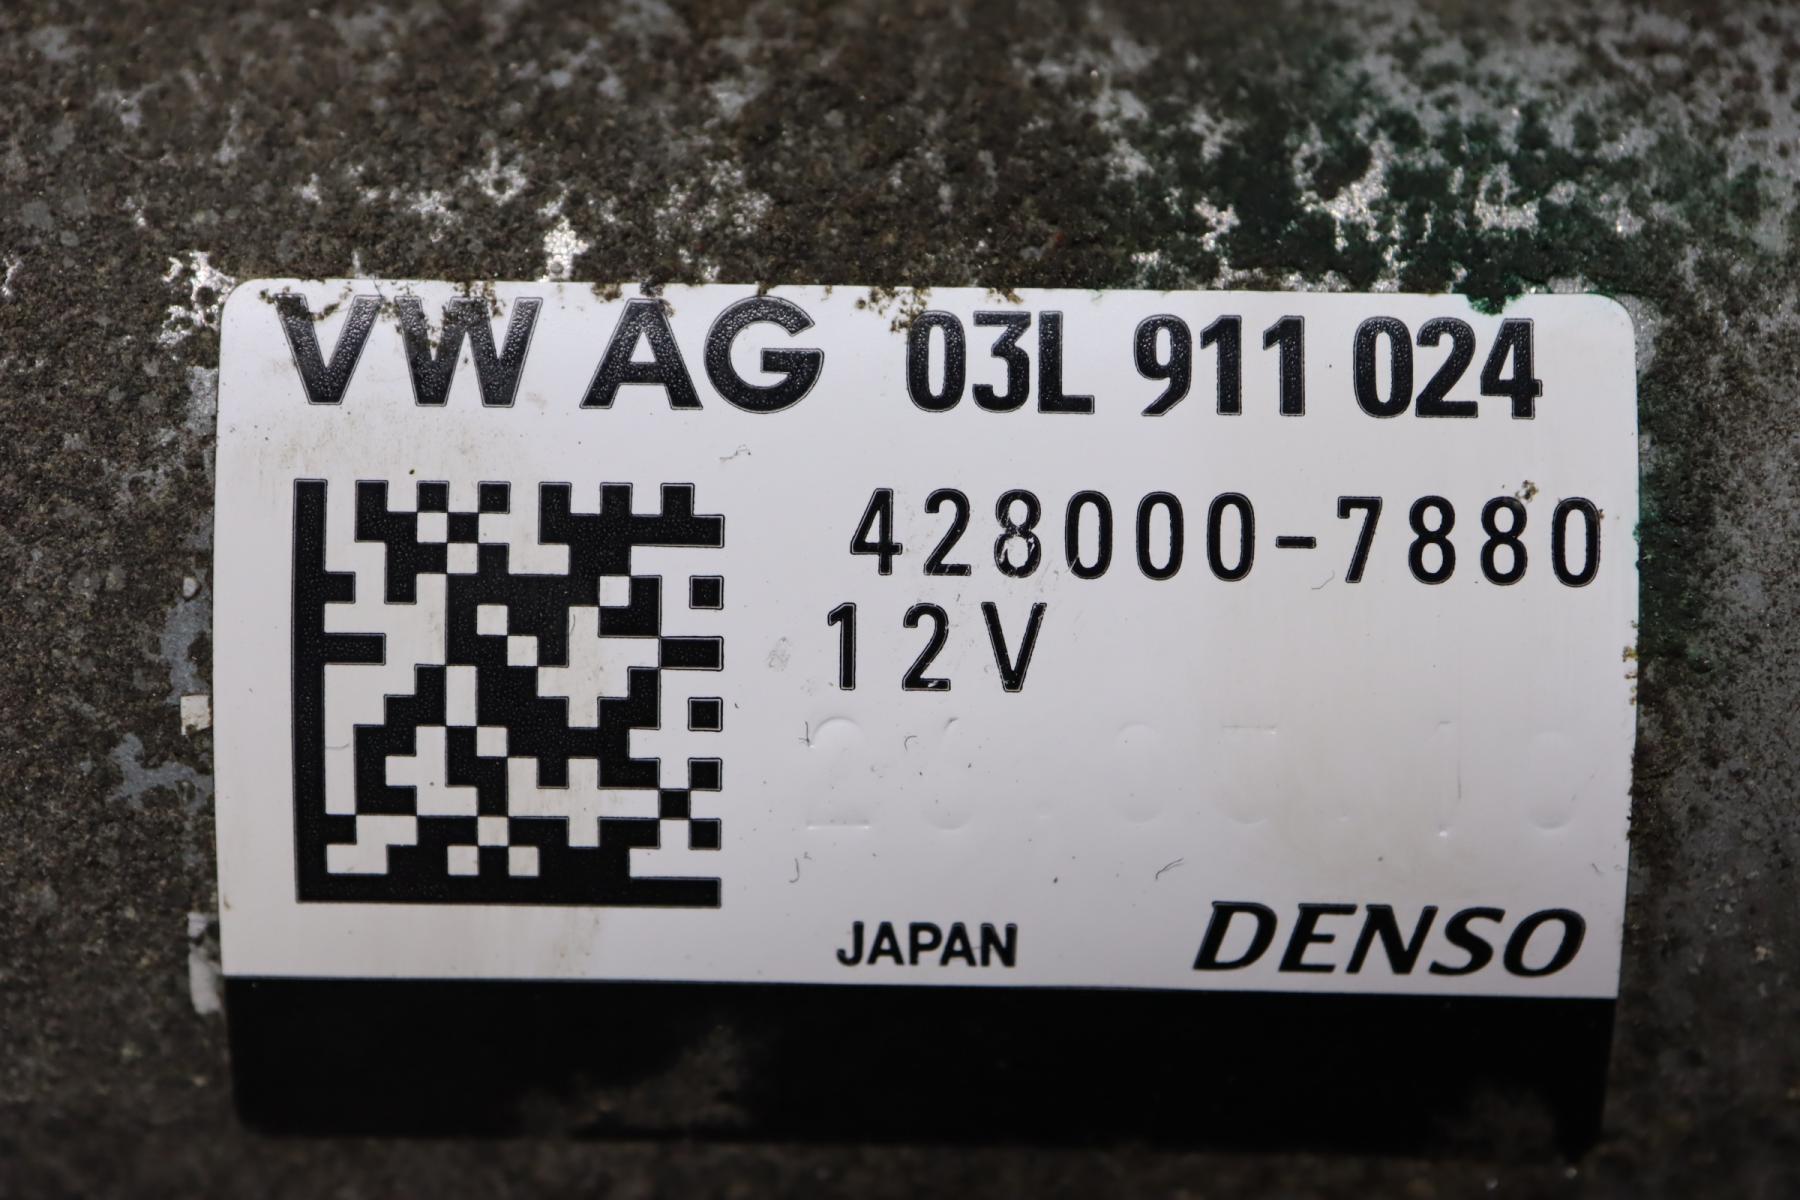 VW AG 03L 911 024
428000-7880
12V
JAPAN DENSO